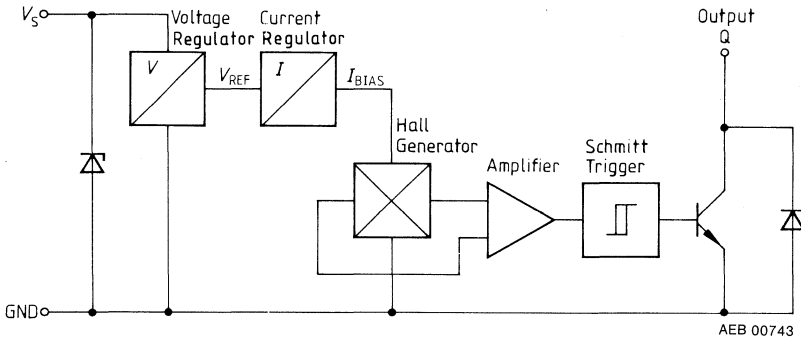 V_S
Voltage Regulator
Current Regulator
Output
Q
V
V_REF
I
I_BIAS
Hall Generator
Amplifier
Schmitt Trigger
GND
AEB 00743